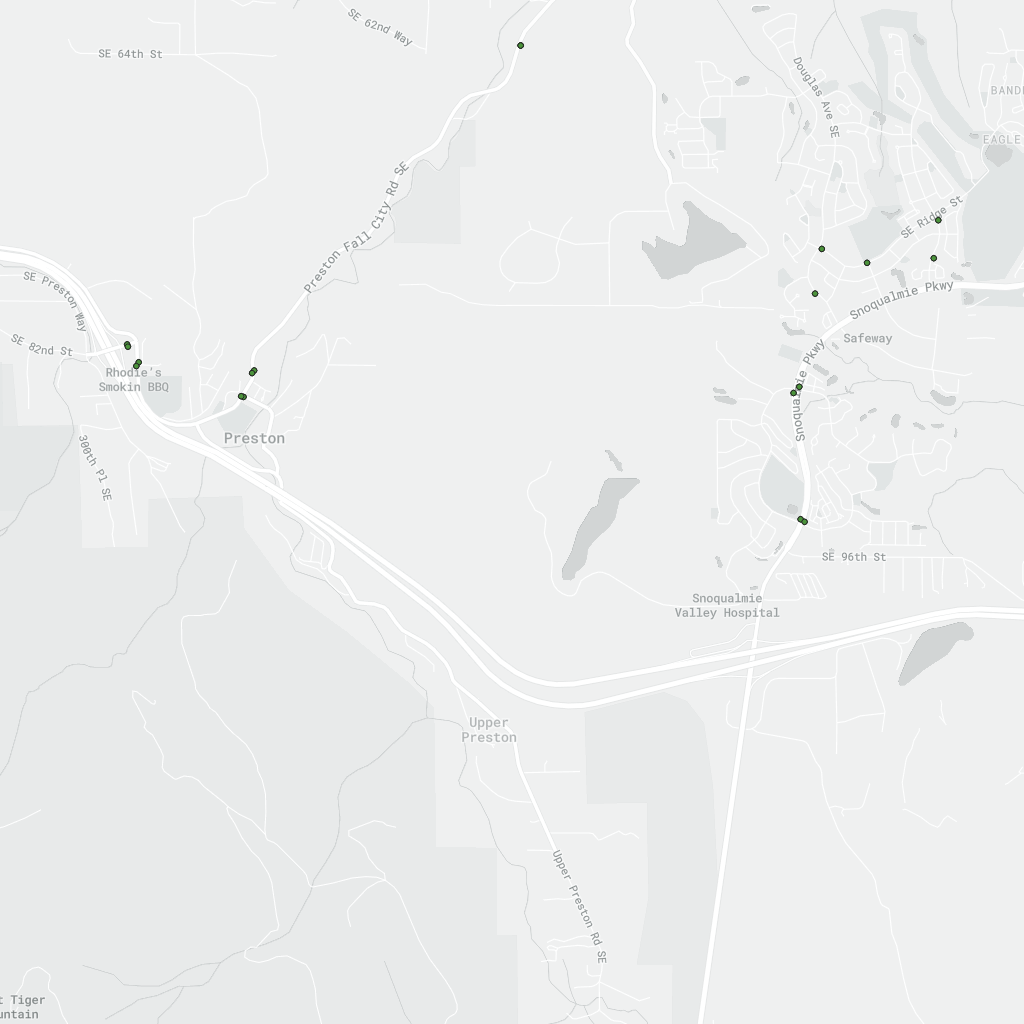 SE 62nd Way
SE 64th St
Douglas Ave SE
BANDE
EAGLE
Preston Fall City Rd SE
SE Ridge St
SE Preston Way
Snoqualmie Pkwy
SE 82nd St
Safeway
Rhodie's
Smokin BBQ
Snoqualmie Pkwy
Preston
300th Pl SE
SE 96th St
Snoqualmie
Valley Hospital
Upper
Preston
Upper Preston Rd SE
t Tiger
untain